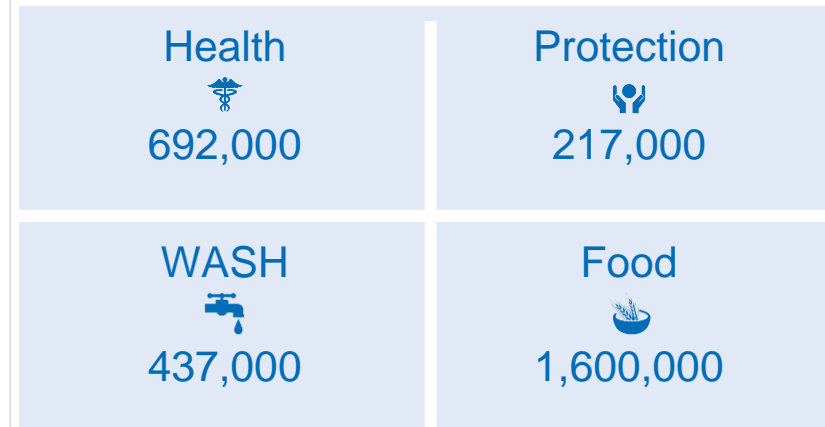 Health
692,000
Protection
217,000
WASH
437,000
Food
1,600,000